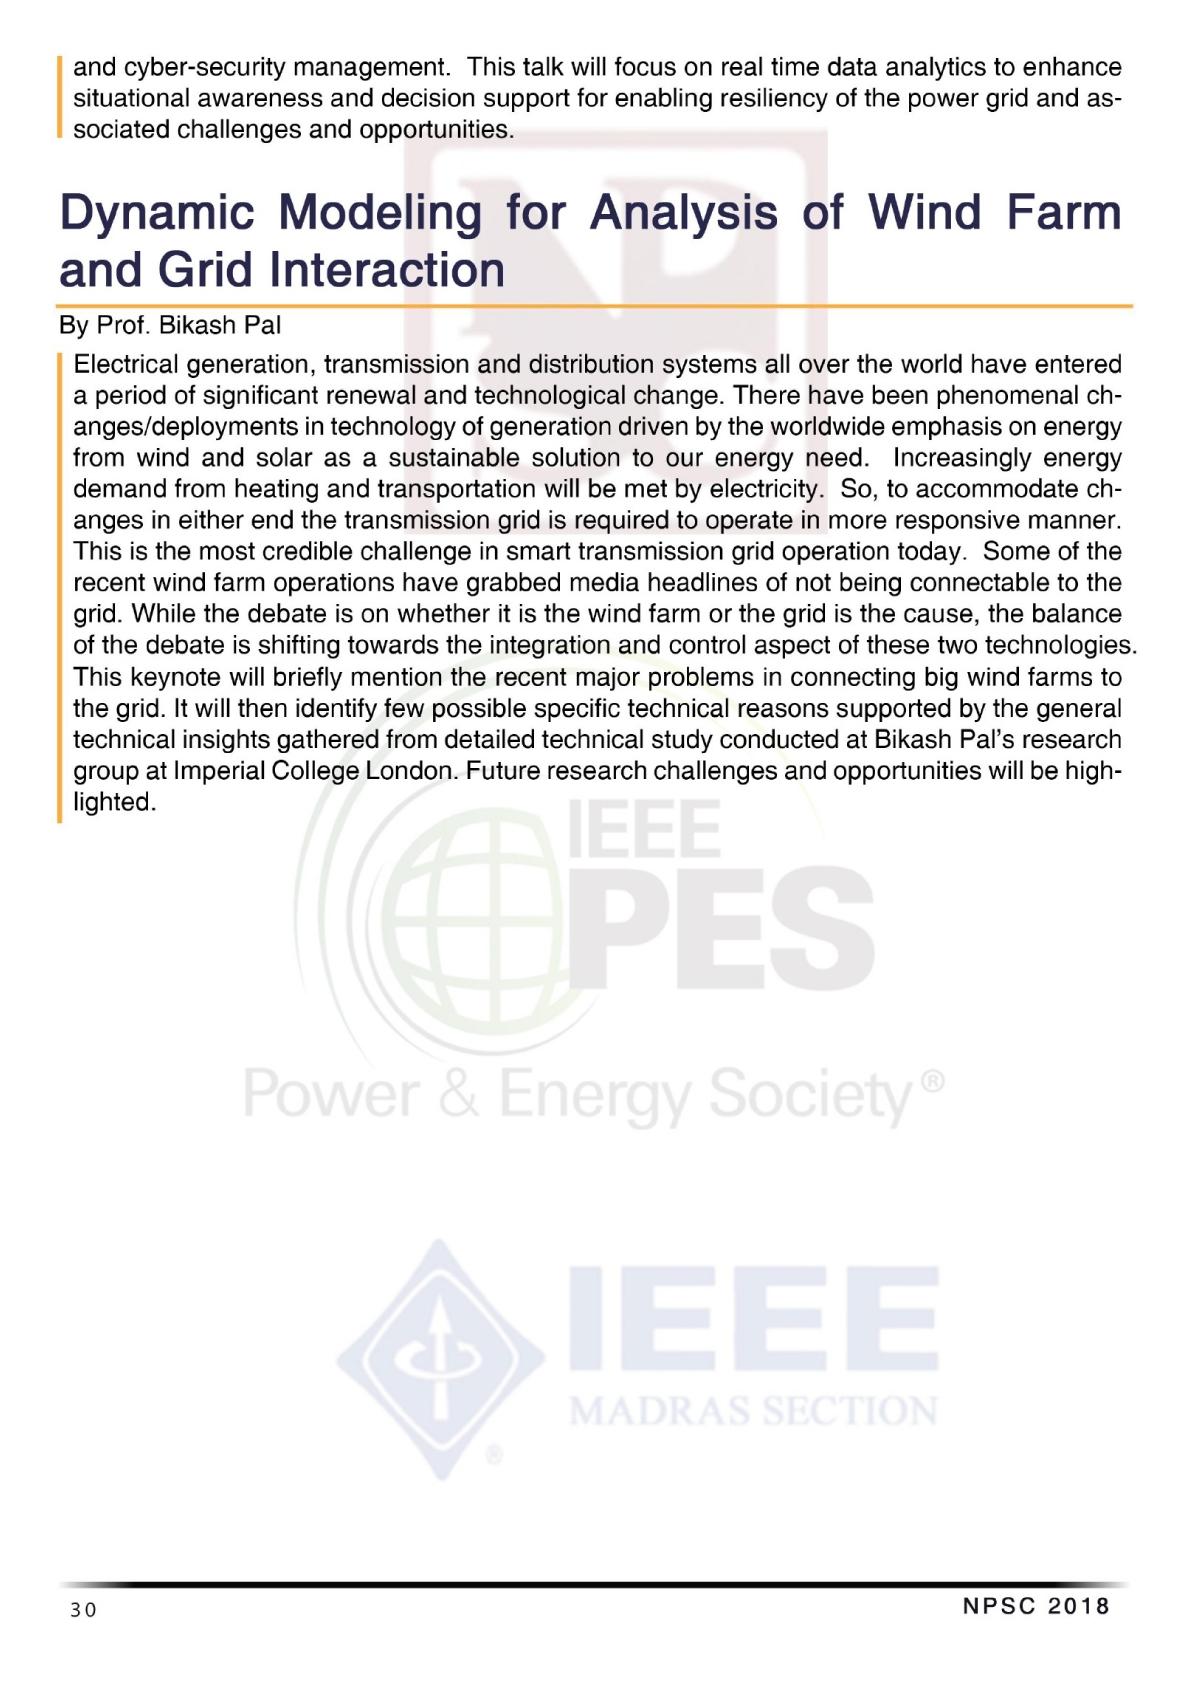 and cyber-security management.  This talk will focus on real time data analytics to enhance
situational awareness and decision support for enabling resiliency of the power grid and as-
sociated challenges and opportunities.
Dynamic Modeling for Analysis of Wind Farm
and Grid Interaction
By Prof. Bikash Pal
Electrical generation, transmission and distribution systems all over the world have entered
a period of significant renewal and technological change. There have been phenomenal ch-
anges/deployments in technology of generation driven by the worldwide emphasis on energy
from wind and solar as a sustainable solution to our energy need.  Increasingly energy
demand from heating and transportation will be met by electricity.  So, to accommodate ch-
anges in either end the transmission grid is required to operate in more responsive manner.
This is the most credible challenge in smart transmission grid operation today.  Some of the
recent wind farm operations have grabbed media headlines of not being connectable to the
grid. While the debate is on whether it is the wind farm or the grid is the cause, the balance
of the debate is shifting towards the integration and control aspect of these two technologies.
This keynote will briefly mention the recent major problems in connecting big wind farms to
the grid. It will then identify few possible specific technical reasons supported by the general
technical insights gathered from detailed technical study conducted at Bikash Pal’s research
group at Imperial College London. Future research challenges and opportunities will be high-
lighted.
NPSC
IEEE
PES
Power & Energy Society®
IEEE
MADRAS SECTION
®
30
NPSC 2018